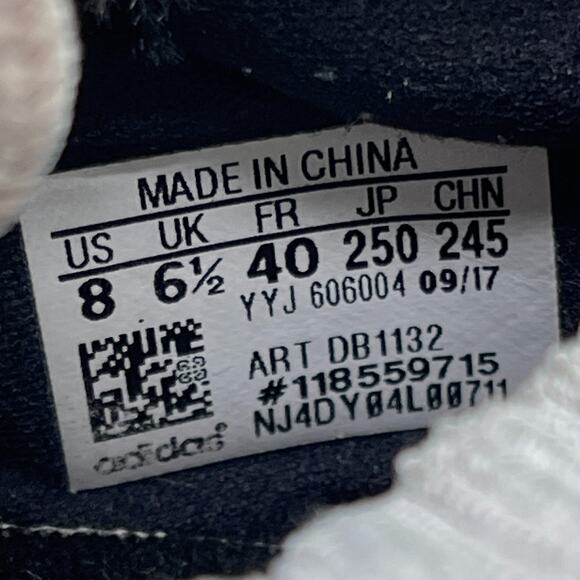 MADE IN CHINA
US UK FR JP CHN
8 6½ 40 250 245
YYJ 606004 09/17
ART DB1132
#118559715
NJ4DY04L00711
adidas